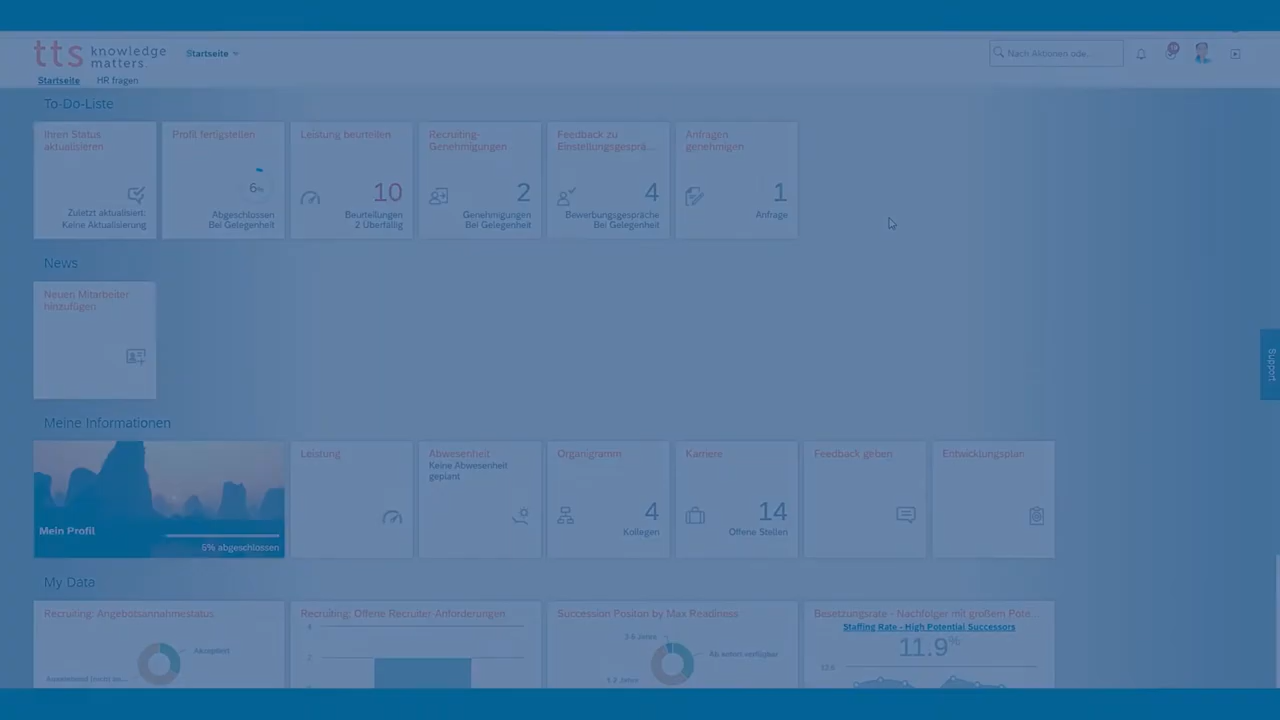 tts knowledge matters.
Startseite
Nach Aktionen ode...
Startseite
HR fragen
To-Do-Liste
Ihren Status
aktualisieren
Zuletzt aktualisiert:
Keine Aktualisierung
Profil fertigstellen
6%
Abgeschlossen
Bei Gelegenheit
Leistung beurteilen
10
Beurteilungen
2 Überfällig
Recruiting-
Genehmigungen
2
Genehmigungen
Bei Gelegenheit
Feedback zu
Einstellungsgesprä...
4
Bewerbungsgespräche
Bei Gelegenheit
Anfragen
genehmigen
1
Anfrage
News
Neuen Mitarbeiter
hinzufügen
Support
Meine Informationen
Mein Profil
5% abgeschlossen
Leistung
Abwesenheit
Keine Abwesenheit
geplant
Organigramm
4
Kollegen
Karriere
14
Offene Stellen
Feedback geben
Entwicklungsplan
My Data
Recruiting: Angebotsannahmestatus
Akzeptiert
Recruiting: Offene Recruiter-Anforderungen
4
2
Succession Positon by Max Readiness
Ab sofort verfügbar
1-2 Jahre
Besetzungsrate - Nachfolger mit großem Pote...
Staffing Rate - High Potential Successors
11.9%